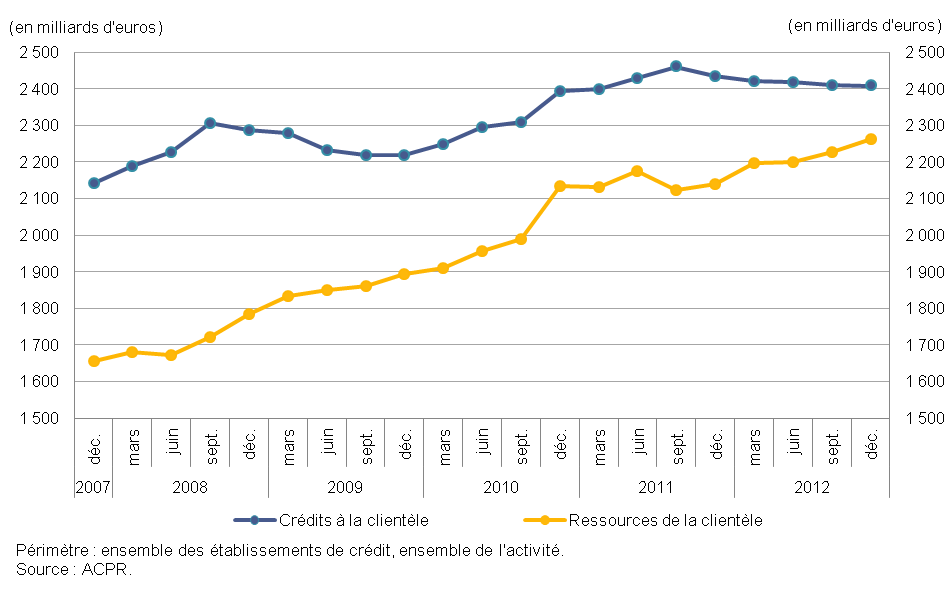 (en milliards d'euros)
(en milliards d'euros)
2 500
2 500
2 400
2 400
2 300
2 300
2 200
2 200
2 100
2 100
2 000
2 000
1 900
1 900
1 800
1 800
1 700
1 700
1 600
1 600
1 500
1 500
déc.
mars
juin
sept.
déc.
mars
juin
sept.
déc.
mars
juin
sept.
déc.
mars
juin
sept.
déc.
mars
juin
sept.
déc.
2007
2008
2009
2010
2011
2012
Crédits à la clientèle
Ressources de la clientèle
Périmètre : ensemble des établissements de crédit, ensemble de l'activité.
Source : ACPR.